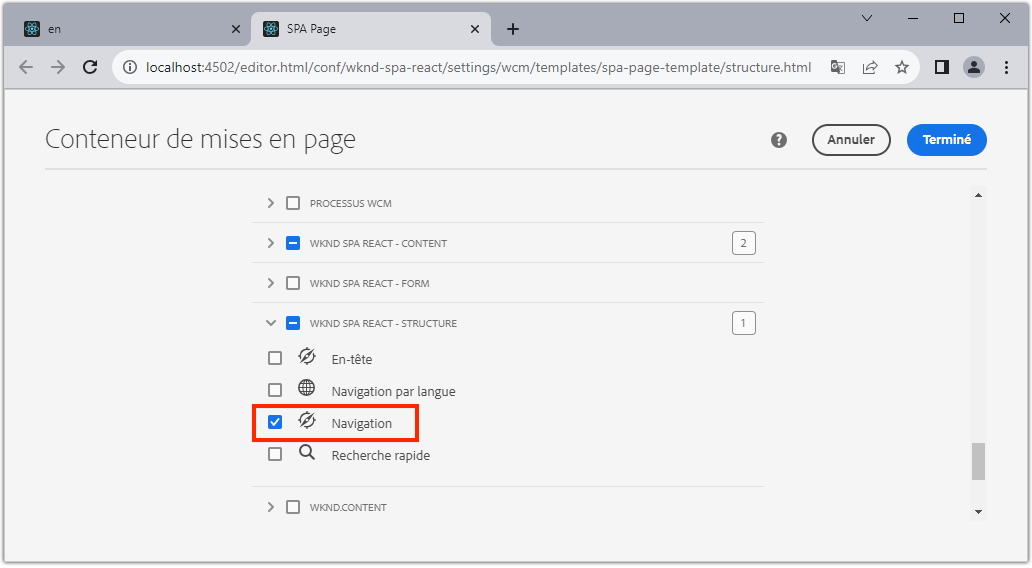 en
SPA Page
localhost:4502/editor.html/conf/wknd-spa-react/settings/wcm/templates/spa-page-template/structure.html
Conteneur de mises en page
Annuler
Terminé
PROCESSUS WCM
WKND SPA REACT - CONTENT 2
WKND SPA REACT - FORM
WKND SPA REACT - STRUCTURE 1
En-tête
Navigation par langue
Navigation
Recherche rapide
WKND.CONTENT